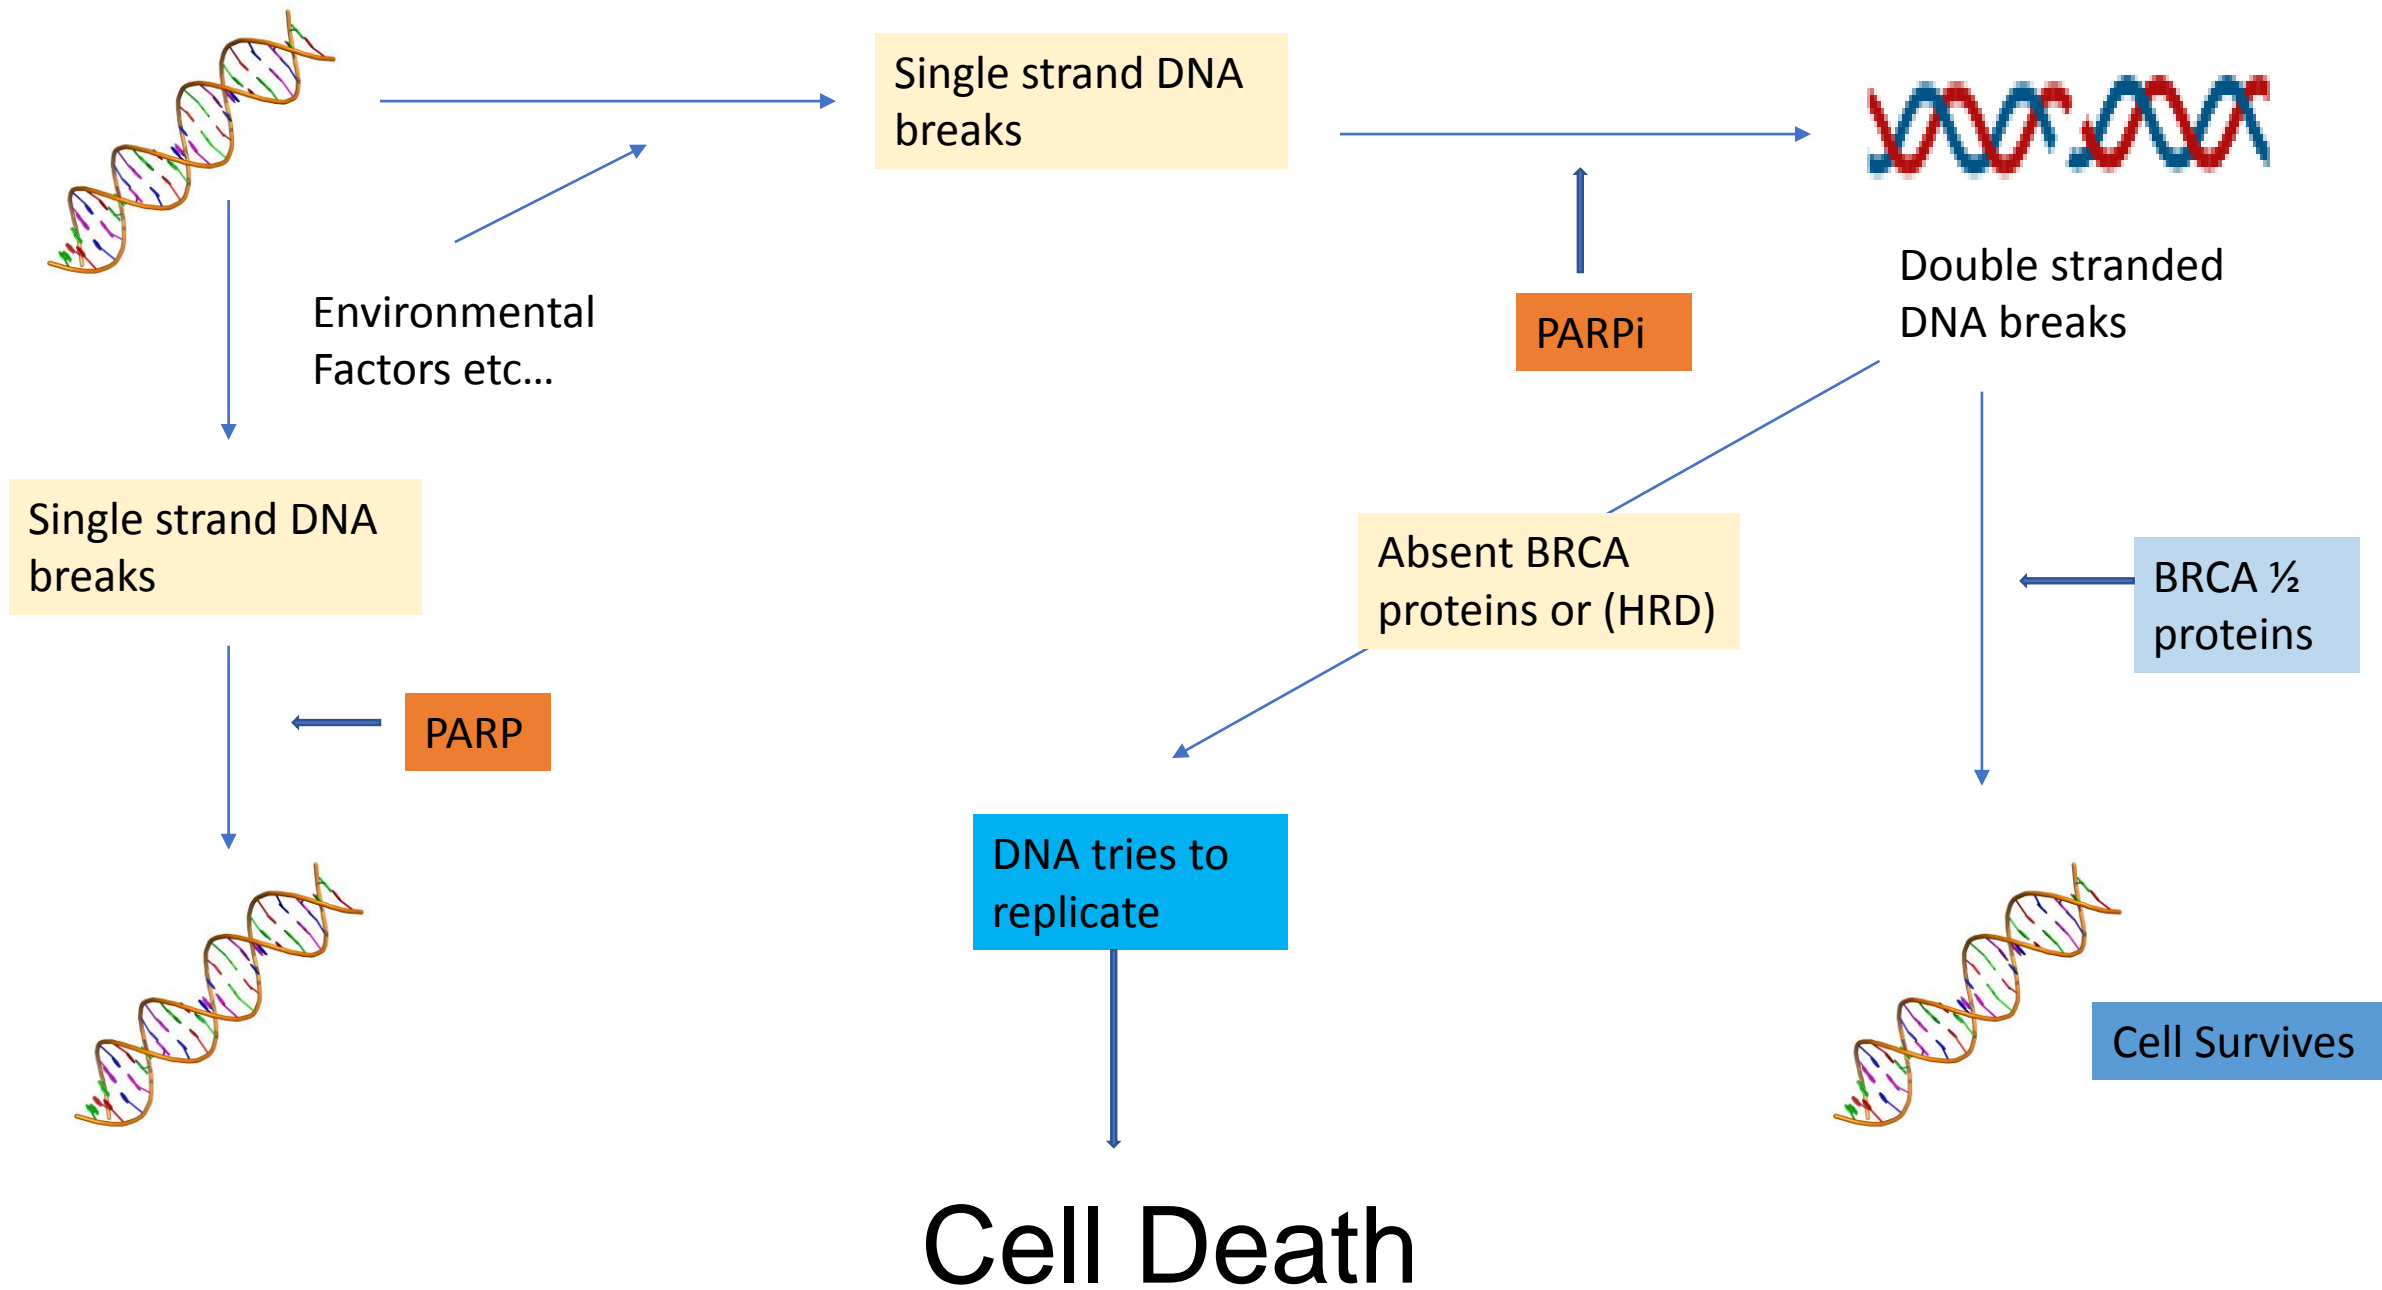 Single strand DNA
breaks
Environmental
Factors etc...
PARPi
Double stranded
DNA breaks
Single strand DNA
breaks
Absent BRCA
proteins or (HRD)
BRCA ½
proteins
PARP
DNA tries to
replicate
Cell Survives
Cell Death